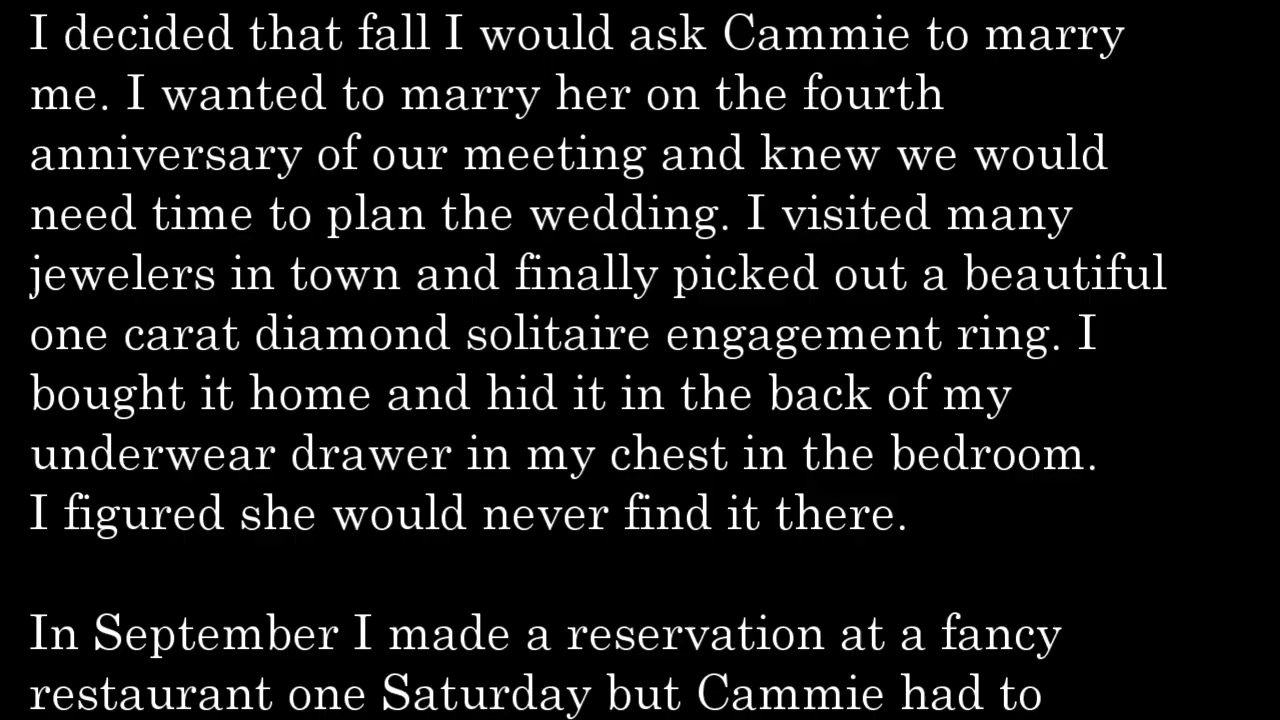 I decided that fall I would ask Cammie to marry
me. I wanted to marry her on the fourth
anniversary of our meeting and knew we would
need time to plan the wedding. I visited many
jewelers in town and finally picked out a beautiful
one carat diamond solitaire engagement ring. I
bought it home and hid it in the back of my
underwear drawer in my chest in the bedroom.
I figured she would never find it there.
In September I made a reservation at a fancy
restaurant one Saturday but Cammie had to